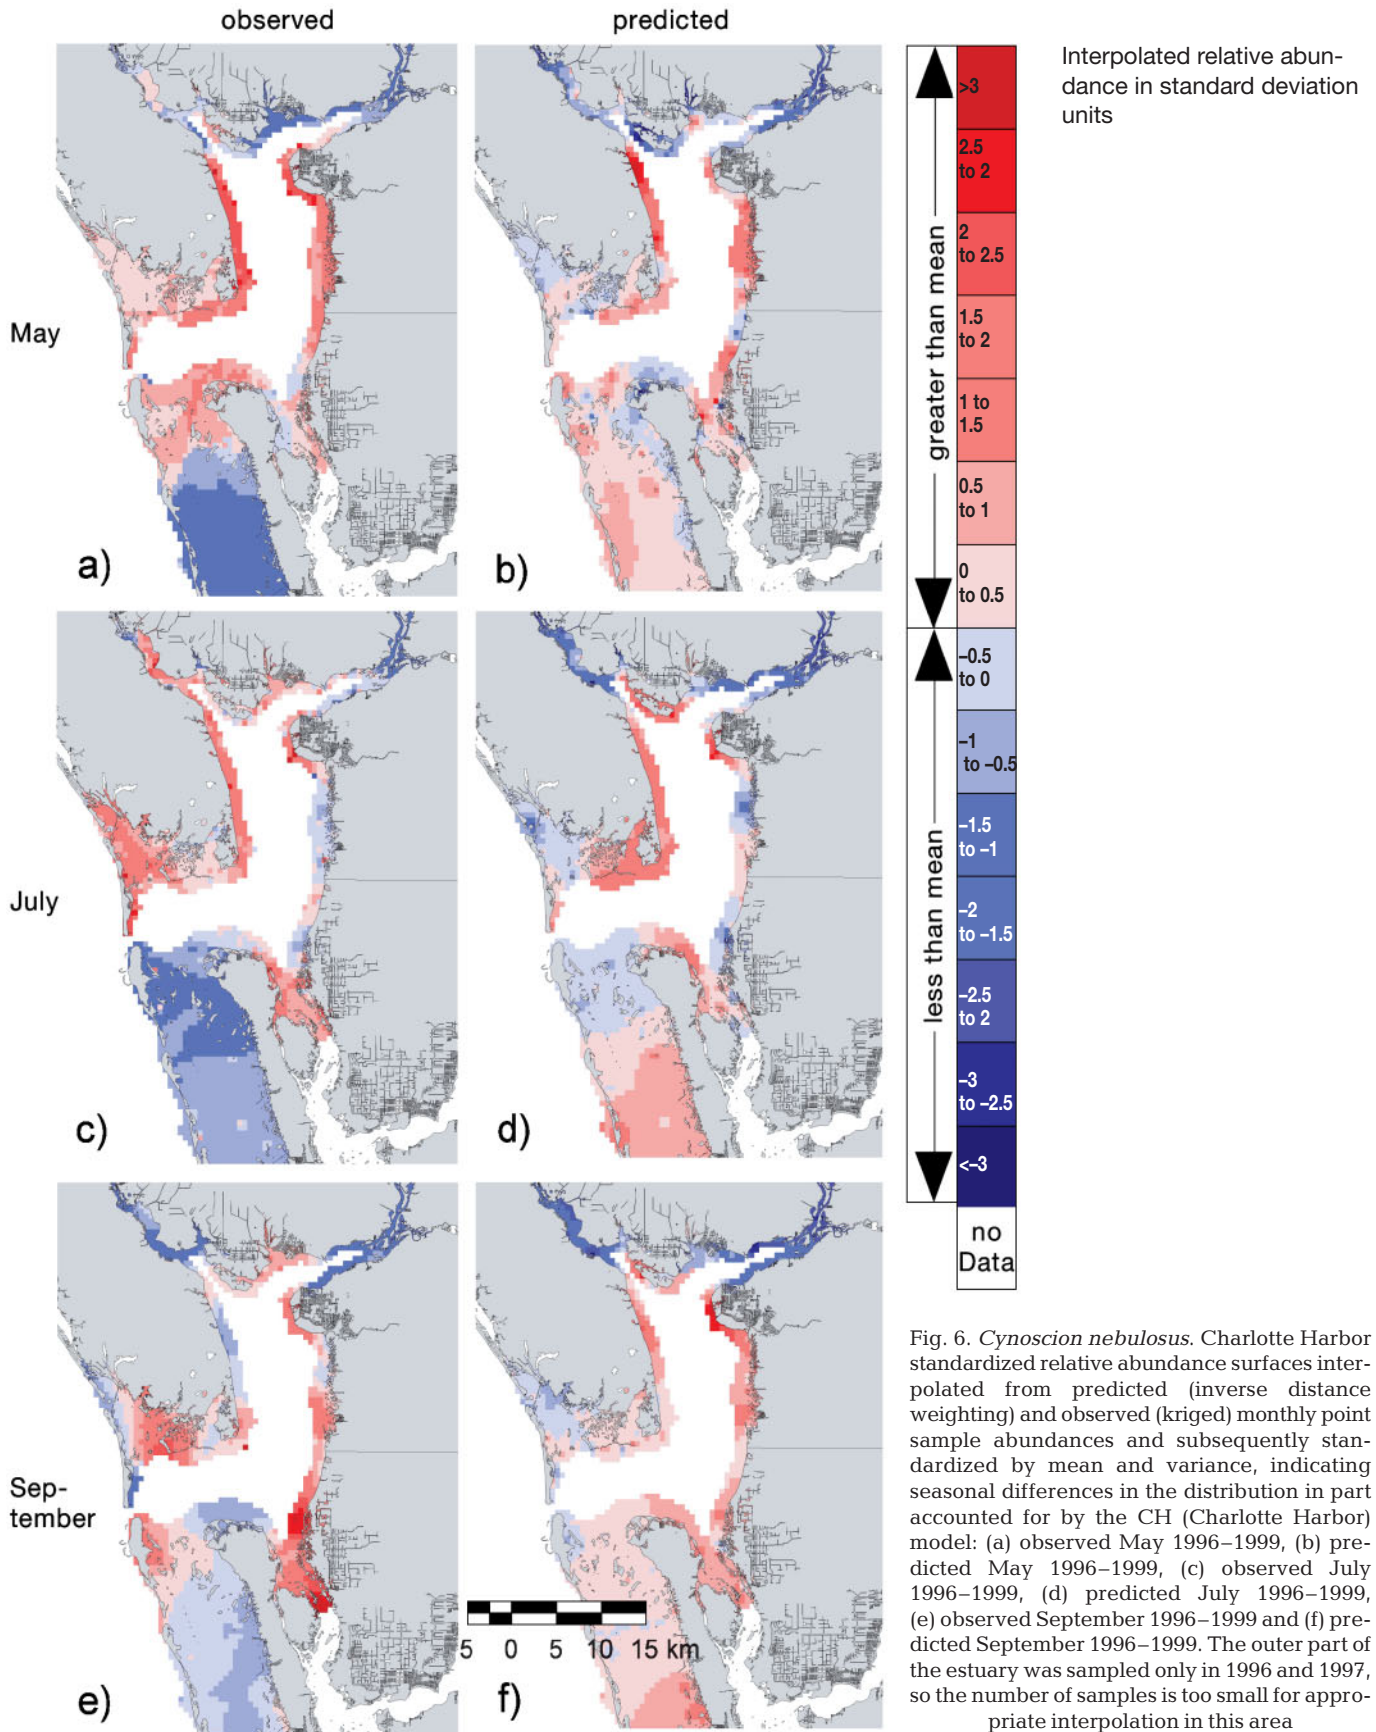 observed
predicted
May
a)
b)
July
c)
d)
Sep-
tember
e)
f)
5 0 5 10 15 km
greater than mean
less than mean
>3
2.5
to 2
2
to 2.5
1.5
to 2
1 to
1.5
0.5
to 1
0
to 0.5
–0.5
to 0
–1
to –0.5
–1.5
to –1
–2
to –1.5
–2.5
to 2
–3
to –2.5
<–3
no
Data
Interpolated relative abun-
dance in standard deviation
units
Fig. 6. Cynoscion nebulosus. Charlotte Harbor
standardized relative abundance surfaces inter-
polated from predicted (inverse distance
weighting) and observed (kriged) monthly point
sample abundances and subsequently stan-
dardized by mean and variance, indicating
seasonal differences in the distribution in part
accounted for by the CH (Charlotte Harbor)
model: (a) observed May 1996–1999, (b) pre-
dicted May 1996–1999, (c) observed July
1996–1999, (d) predicted July 1996–1999,
(e) observed September 1996–1999 and (f) pre-
dicted September 1996–1999. The outer part of
the estuary was sampled only in 1996 and 1997,
so the number of samples is too small for appro-
priate interpolation in this area